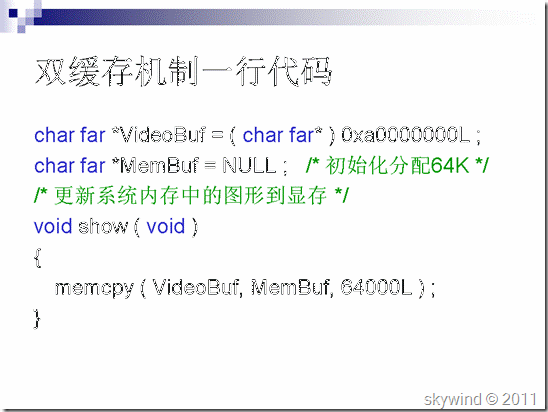 双缓存机制一行代码
char far *VideoBuf = ( char far* ) 0xa0000000L ;
char far *MemBuf = NULL ; /* 初始化分配64K */
/* 更新系统内存中的图形到显存 */
void show ( void )
{
memcpy ( VideoBuf, MemBuf, 64000L ) ;
}
skywind © 2011